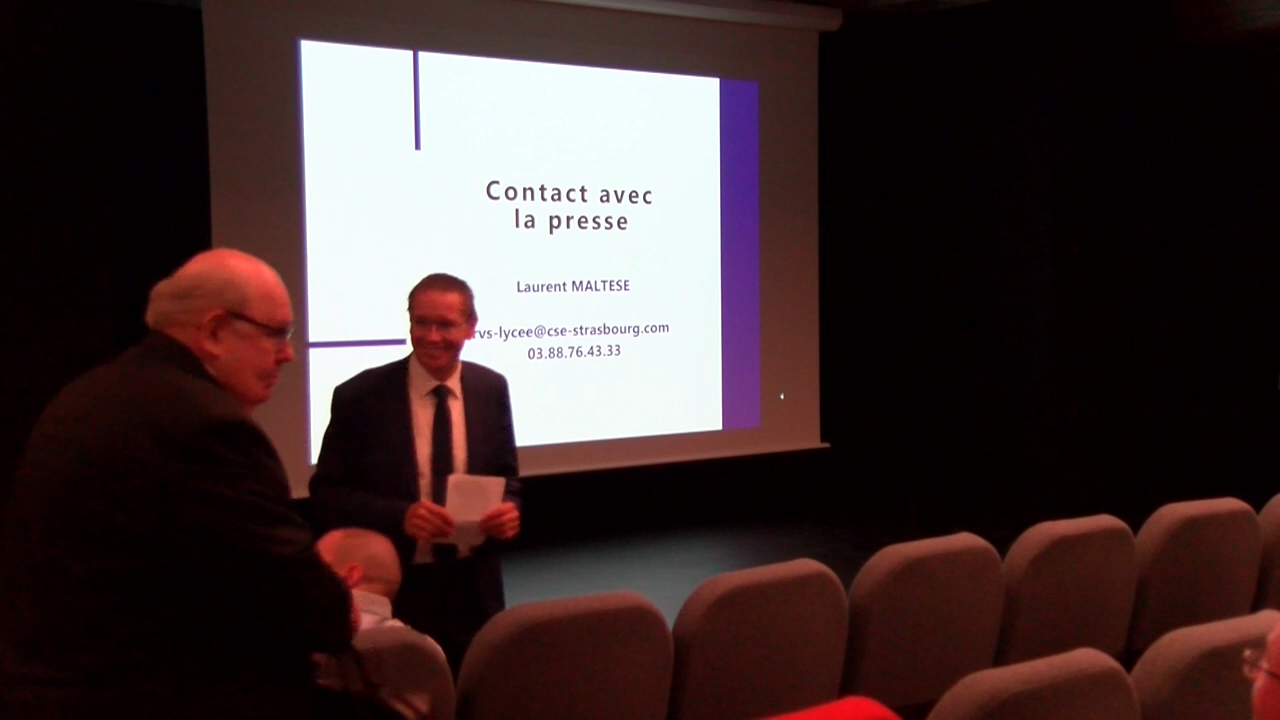 Contact avec
la presse
Laurent MALTESE
rvs-lycee@cse-strasbourg.com
03.88.76.43.33